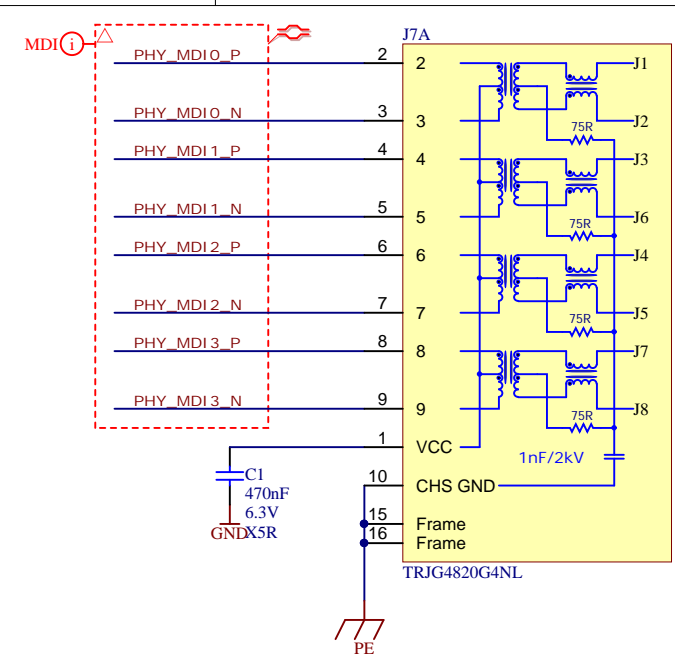 J7A
MDI i
PHY_MDI0_P 2 2 J1
PHY_MDI0_N 3 3 J2
75R
PHY_MDI1_P 4 4 J3
PHY_MDI1_N 5 5 J6
75R
PHY_MDI2_P 6 6 J4
PHY_MDI2_N 7 7 J5
75R
PHY_MDI3_P 8 8 J7
PHY_MDI3_N 9 9 J8
75R
1 VCC
1nF/2kV
C1
470nF
6.3V
X5R
GND
10 CHS GND
15 Frame
16 Frame
TRJG4820G4NL
PE